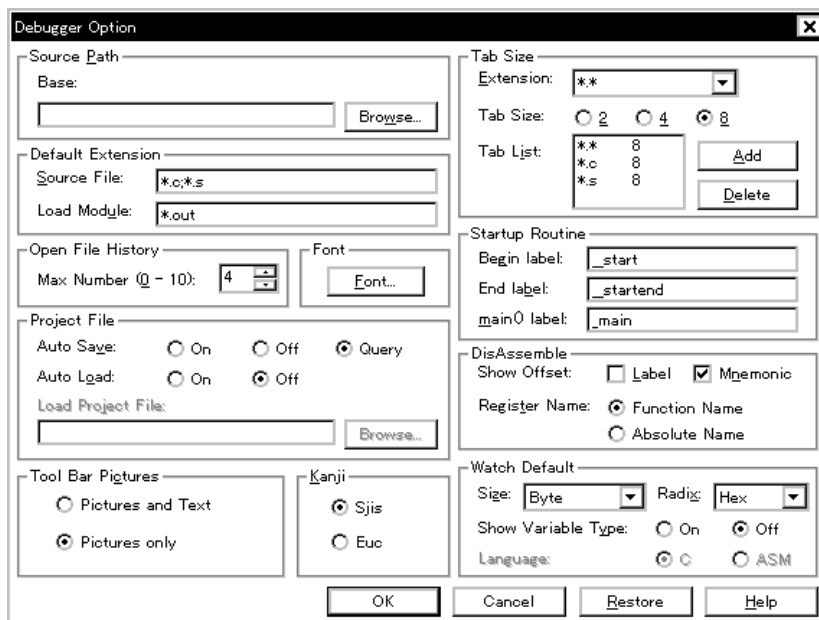 Debugger Option
Source Path
Base:
Browse...
Default Extension
Source File: *.c;*.s
Load Module: *.out
Open File History
Max Number (0 - 10): 4
Font
Font...
Project File
Auto Save: On Off Query
Auto Load: On Off
Load Project File:
Browse...
Tool Bar Pictures
Pictures and Text
Pictures only
Kanji
Sjis
Euc
Tab Size
Extension: *.*
Tab Size: 2 4 8
Tab List:
*.* 8
*.c 8
*.s 8
Add
Delete
Startup Routine
Begin label: __start
End label: __startend
main() label: _main
DisAssemble
Show Offset: Label Mnemonic
Register Name: Function Name
Absolute Name
Watch Default
Size: Byte Radix: Hex
Show Variable Type: On Off
Language: C ASM
OK Cancel Restore Help